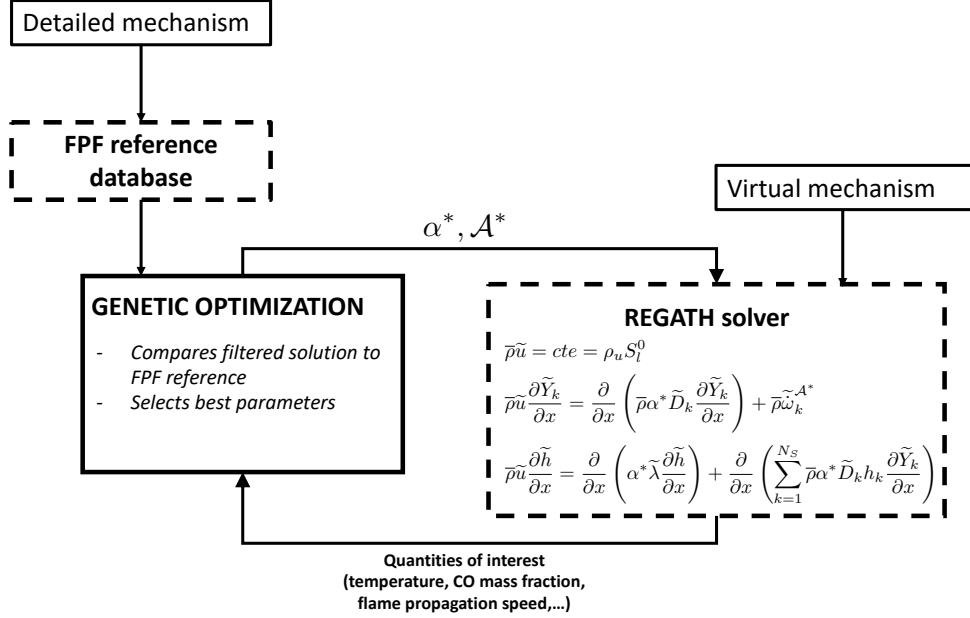 Detailed mechanism
FPF reference
database
Virtual mechanism
α*, 𝒜*
GENETIC OPTIMIZATION
- Compares filtered solution to
FPF reference
- Selects best parameters
REGATH solver
ρ̅ũ = cte = ρ_u S_l^0
ρ̅ũ ∂Ỹ_k/∂x = ∂/∂x (ρ̅α*D̃_k ∂Ỹ_k/∂x) + ρ̅ω̇̃_k^𝒜*
ρ̅ũ ∂h̃/∂x = ∂/∂x (α*λ̃ ∂h̃/∂x) + ∂/∂x (∑_{k=1}^{N_S} ρ̅α*D̃_k h_k ∂Ỹ_k/∂x)
Quantities of interest
(temperature, CO mass fraction,
flame propagation speed,...)